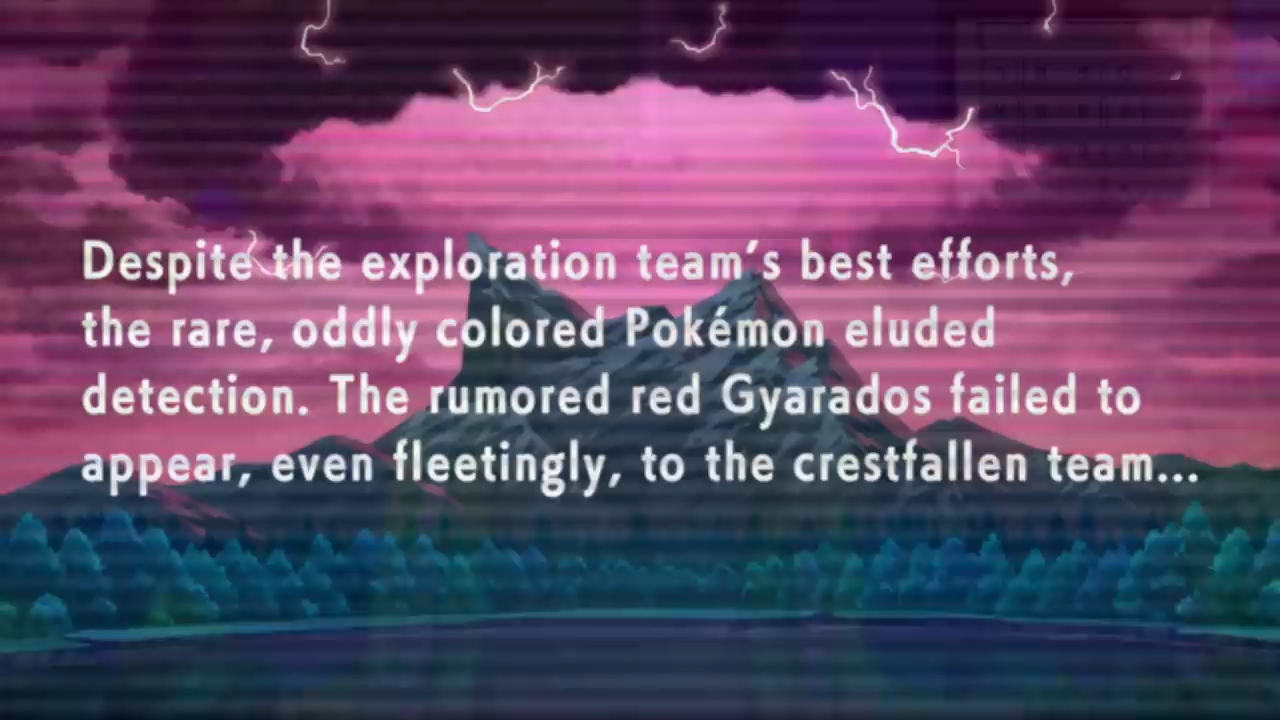 Despite the exploration team's best efforts,
the rare, oddly colored Pokémon eluded
detection. The rumored red Gyarados failed to
appear, even fleetingly, to the crestfallen team...